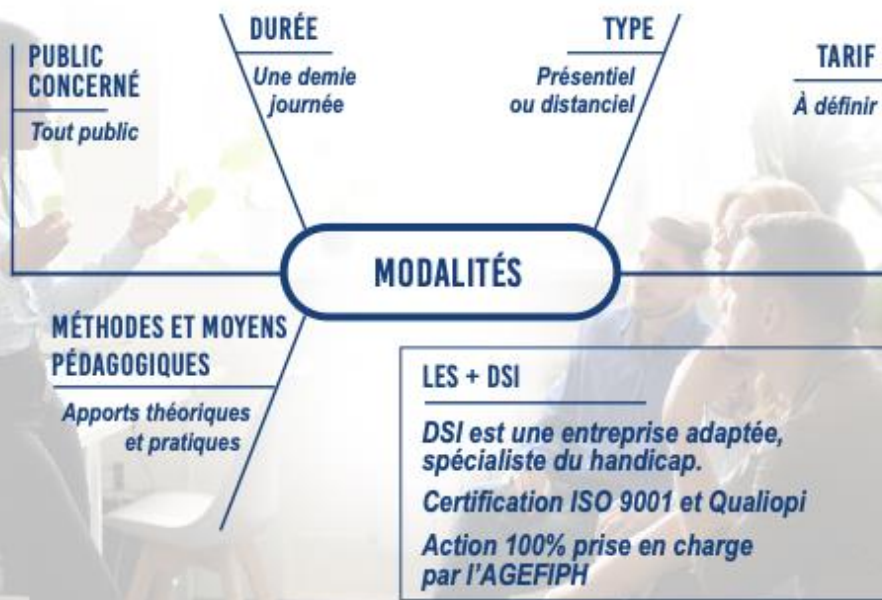 PUBLIC
CONCERNÉ
Tout public
DURÉE
Une demie
journée
TYPE
Présentiel
ou distanciel
TARIF
À définir
MODALITÉS
MÉTHODES ET MOYENS
PÉDAGOGIQUES
Apports théoriques
et pratiques
LES + DSI
DSI est une entreprise adaptée,
spécialiste du handicap.
Certification ISO 9001 et Qualiopi
Action 100% prise en charge
par l'AGEFIPH